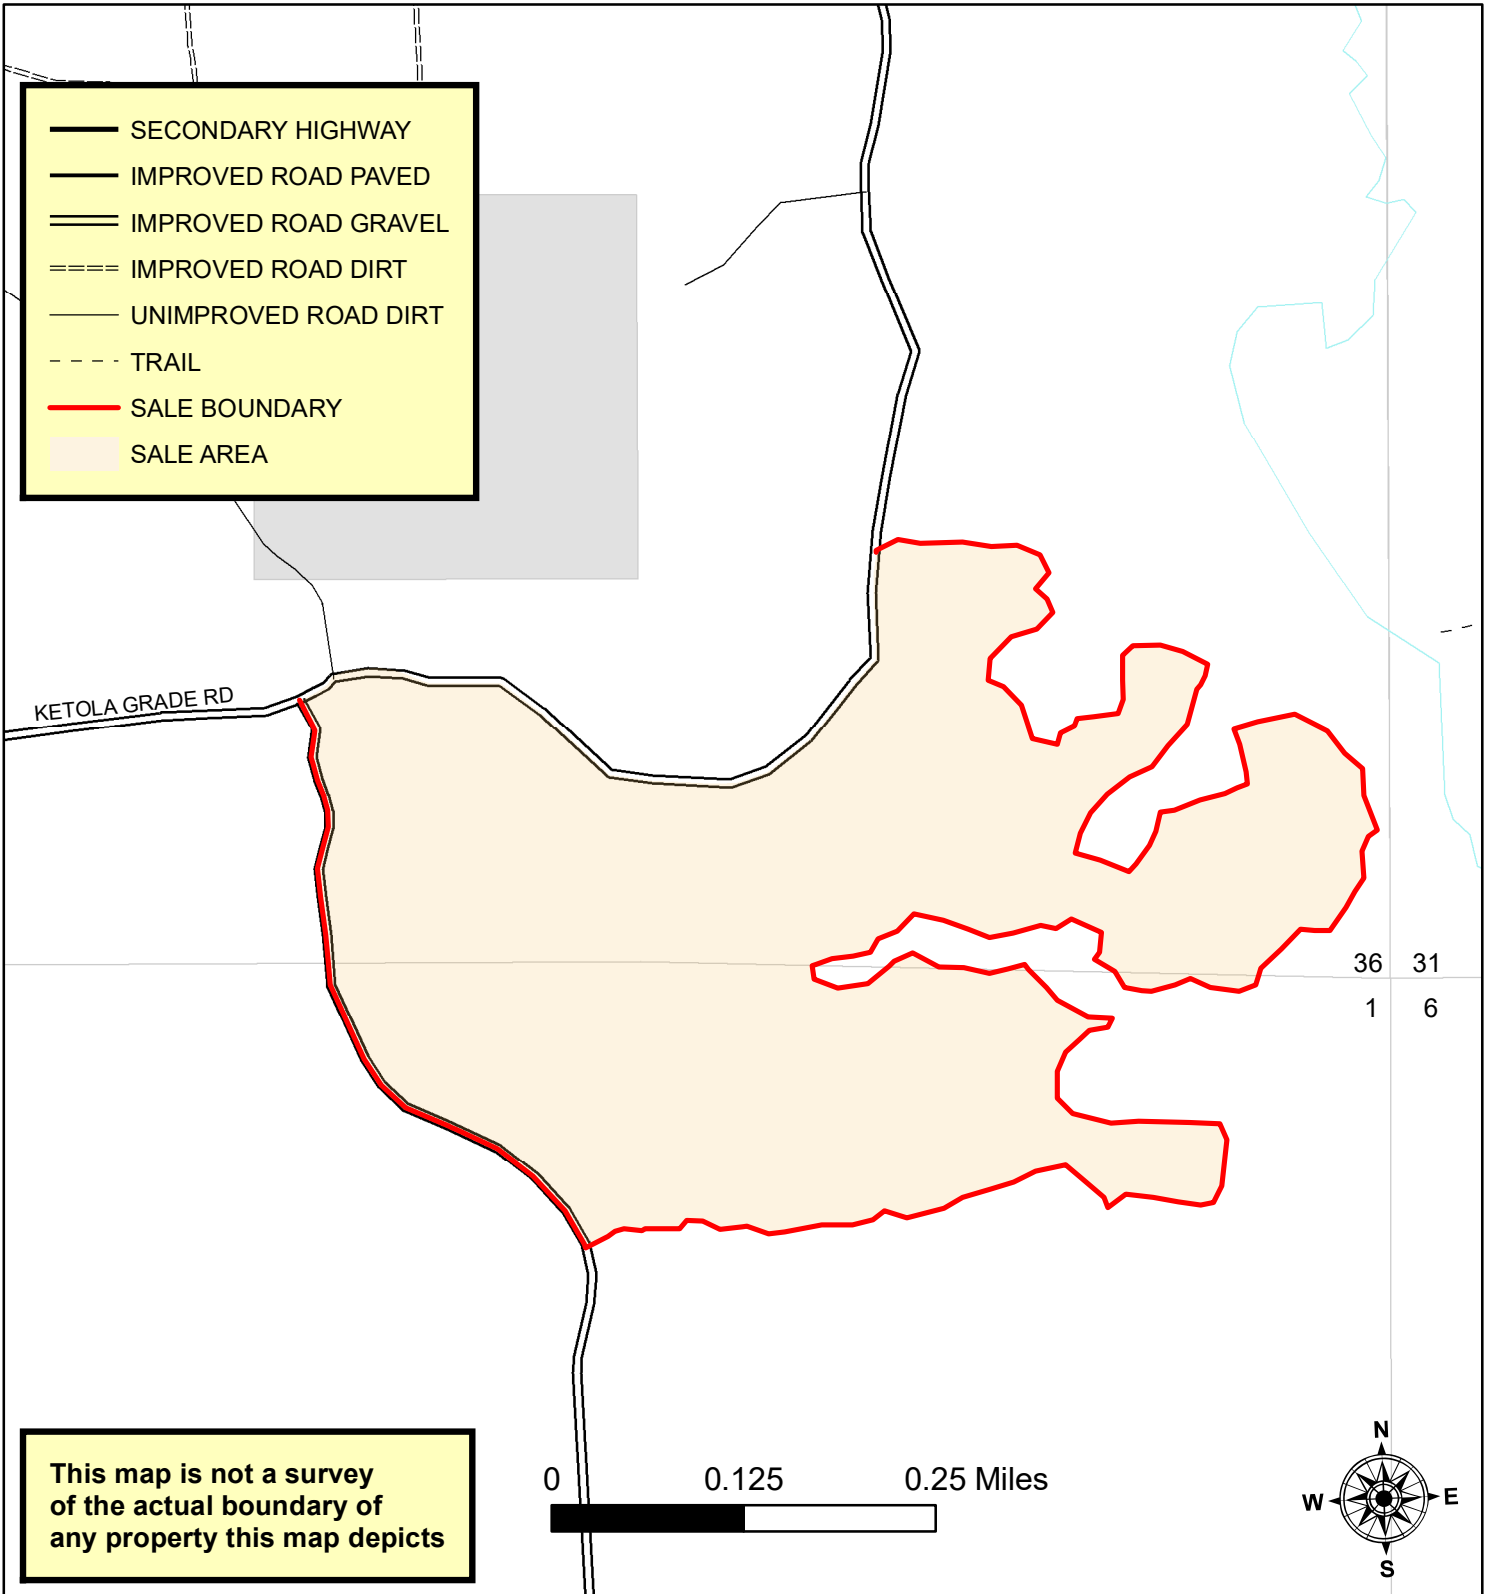 SECONDARY HIGHWAY
IMPROVED ROAD PAVED
IMPROVED ROAD GRAVEL
IMPROVED ROAD DIRT
UNIMPROVED ROAD DIRT
TRAIL
SALE BOUNDARY
SALE AREA
KETOLA GRADE RD
36 31
1 6
This map is not a survey
of the actual boundary of
any property this map depicts
0 0.125 0.25 Miles
N
W E
S